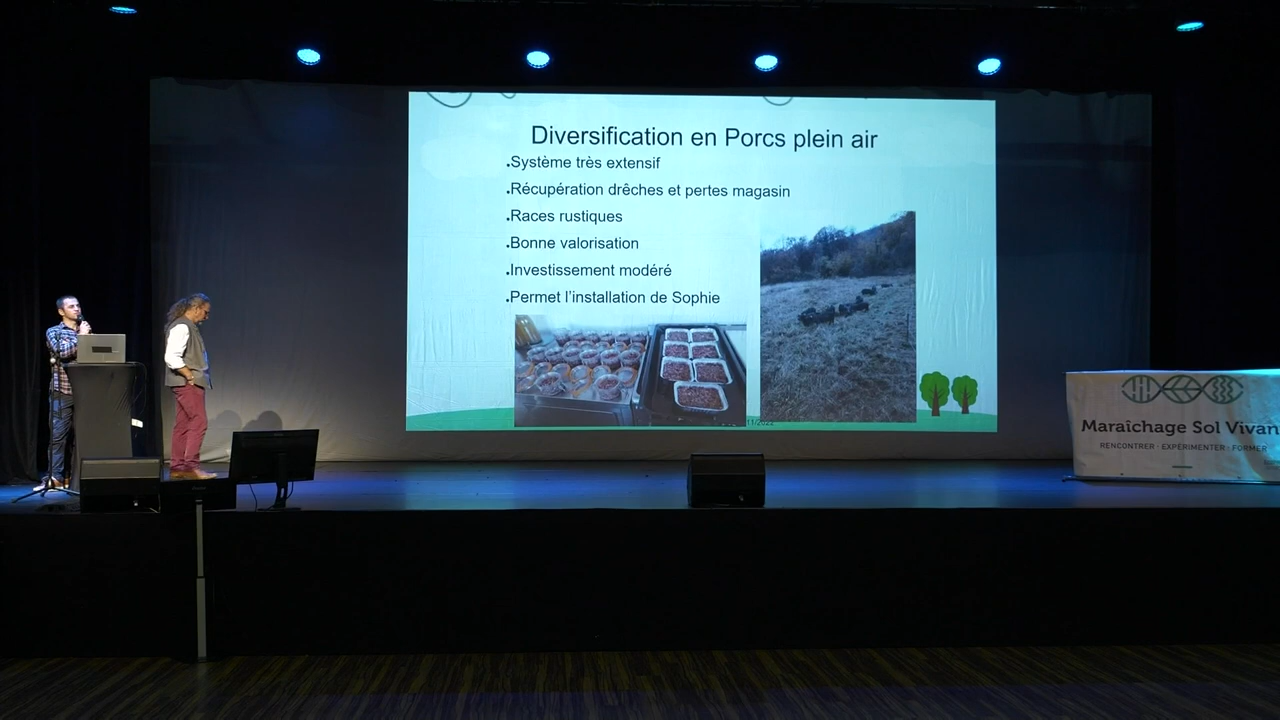 Diversification en Porcs plein air
.Système très extensif
.Récupération drêches et pertes magasin
.Races rustiques
.Bonne valorisation
.Investissement modéré
.Permet l'installation de Sophie
Maraîchage Sol Vivan
RENCONTRER · EXPÉRIMENTER · FORMER